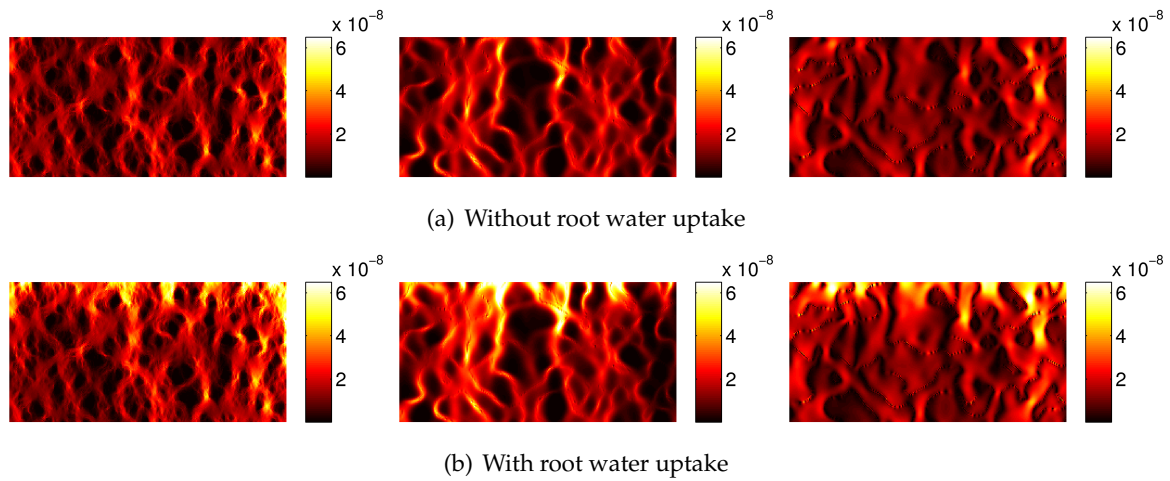 x 10⁻⁸ x 10⁻⁸ x 10⁻⁸
6 6 6
4 4 4
2 2 2
(a) Without root water uptake
x 10⁻⁸ x 10⁻⁸ x 10⁻⁸
6 6 6
4 4 4
2 2 2
(b) With root water uptake